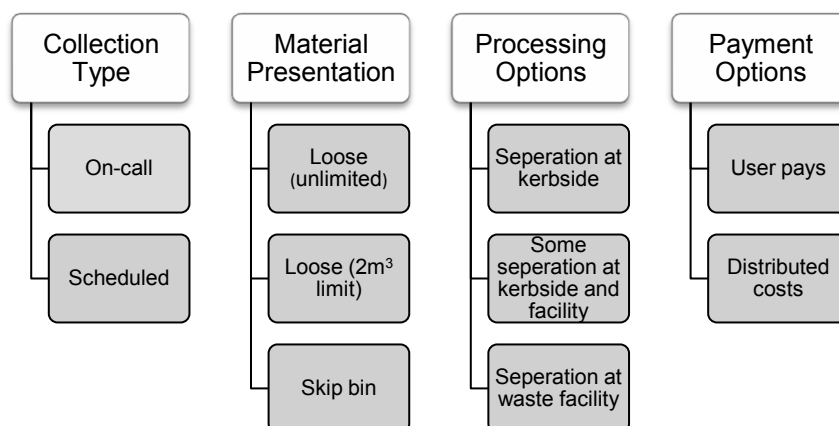 Collection
Type
On-call
Scheduled
Material
Presentation
Loose
(unlimited)
Loose (2m³
limit)
Skip bin
Processing
Options
Seperation at
kerbside
Some
seperation at
kerbside and
facility
Seperation at
waste facility
Payment
Options
User pays
Distributed
costs